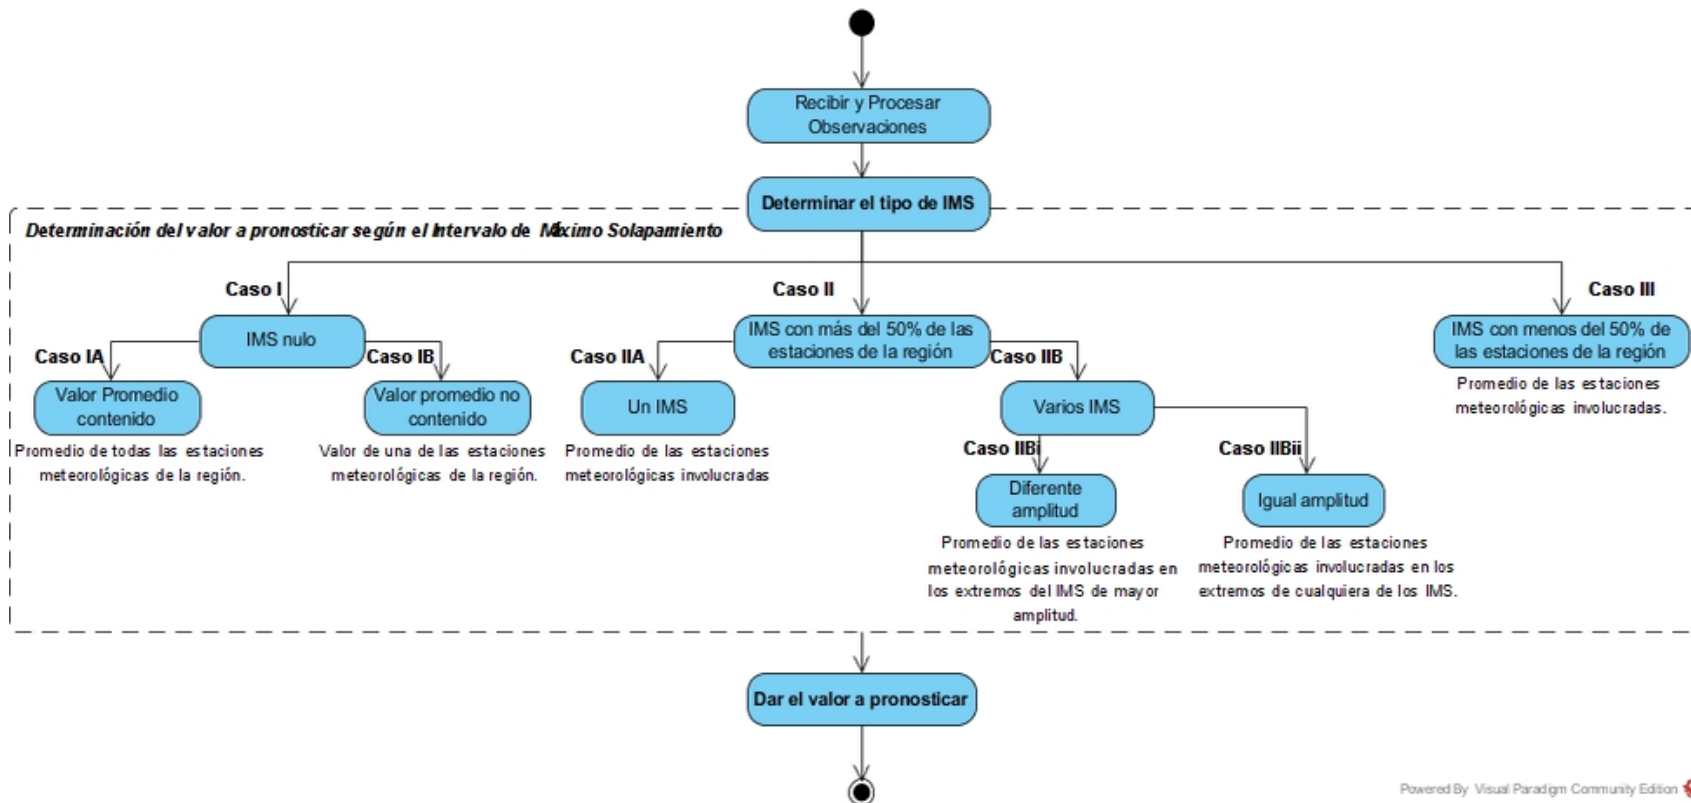 Recibir y Procesar
Observaciones
Determinar el tipo de IMS
Determinación del valor a pronosticar según el Intervalo de Máximo Solapamiento
Caso I
Caso II
Caso III
IMS nulo
IMS con más del 50% de las
estaciones de la región
IMS con menos del 50% de
las estaciones de la región
Caso IA
Caso IB
Caso IIA
Caso IIB
Promedio de las estaciones
meteorológicas involucradas.
Valor Promedio
contenido
Valor promedio no
contenido
Un IMS
Varios IMS
Promedio de todas las estaciones
meteorológicas de la región.
Valor de una de las estaciones
meteorológicas de la región.
Promedio de las estaciones
meteorológicas involucradas
Caso IIBi
Caso IIBii
Diferente
amplitud
Igual amplitud
Promedio de las estaciones
meteorológicas involucradas en
los extremos del IMS de mayor
amplitud.
Promedio de las estaciones
meteorológicas involucradas en los
extremos de cualquiera de los IMS.
Dar el valor a pronosticar
Powered By Visual Paradigm Community Edition